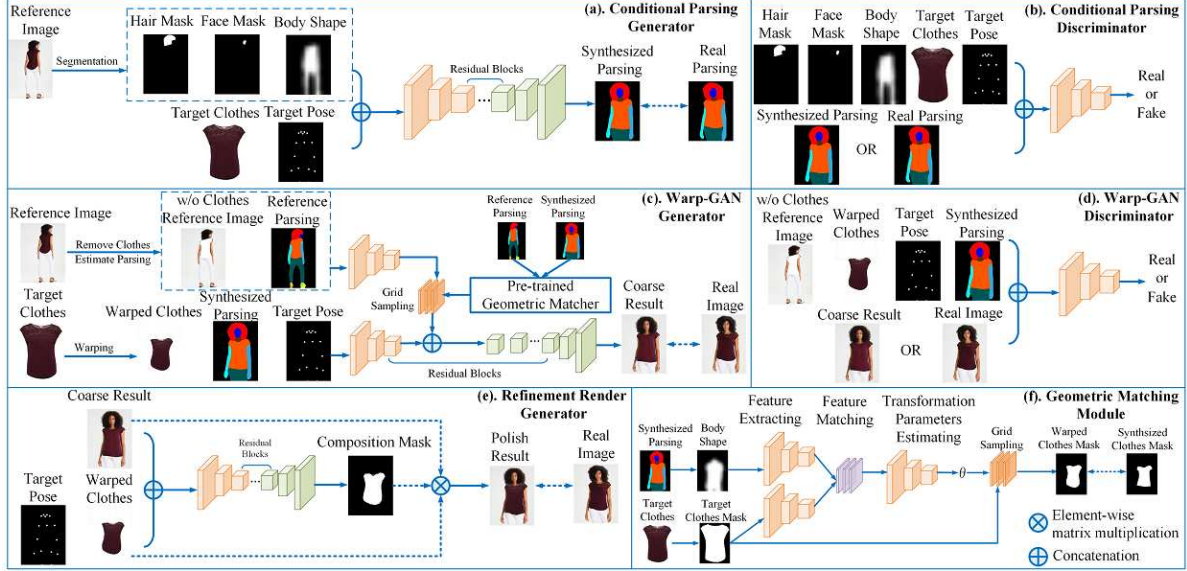 Reference
Image
Segmentation
Hair Mask
Face Mask
Body Shape
Target Clothes
Target Pose
Residual Blocks
(a). Conditional Parsing
Generator
Synthesized
Parsing
Real
Parsing
Hair
Mask
Face
Mask
Body
Shape
Target
Clothes
Target
Pose
(b). Conditional Parsing
Discriminator
Synthesized Parsing
OR
Real Parsing
Real
or
Fake
Reference Image
Remove Clothes
Estimate Parsing
w/o Clothes
Reference Image
Reference
Parsing
Target
Clothes
Warping
Warped Clothes
Synthesized
Parsing
Target Pose
Grid
Sampling
Reference
Parsing
Synthesized
Parsing
Pre-trained
Geometric Matcher
Residual Blocks
(c). Warp-GAN
Generator
Coarse
Result
Real
Image
w/o Clothes
Reference
Image
Warped
Clothes
Target
Pose
Synthesized
Parsing
(d). Warp-GAN
Discriminator
Coarse Result
OR
Real Image
Real
or
Fake
Coarse Result
Target
Pose
Warped
Clothes
Residual
Blocks
Composition Mask
(e). Refinement Render
Generator
Polish
Result
Real
Image
Synthesized
Parsing
Body
Shape
Target
Clothes
Target
Clothes Mask
Feature
Extracting
Feature
Matching
Transformation
Parameters
Estimating
θ
Grid
Sampling
(f). Geometric Matching
Module
Warped
Clothes Mask
Synthesized
Clothes Mask
Element-wise
matrix multiplication
Concatenation